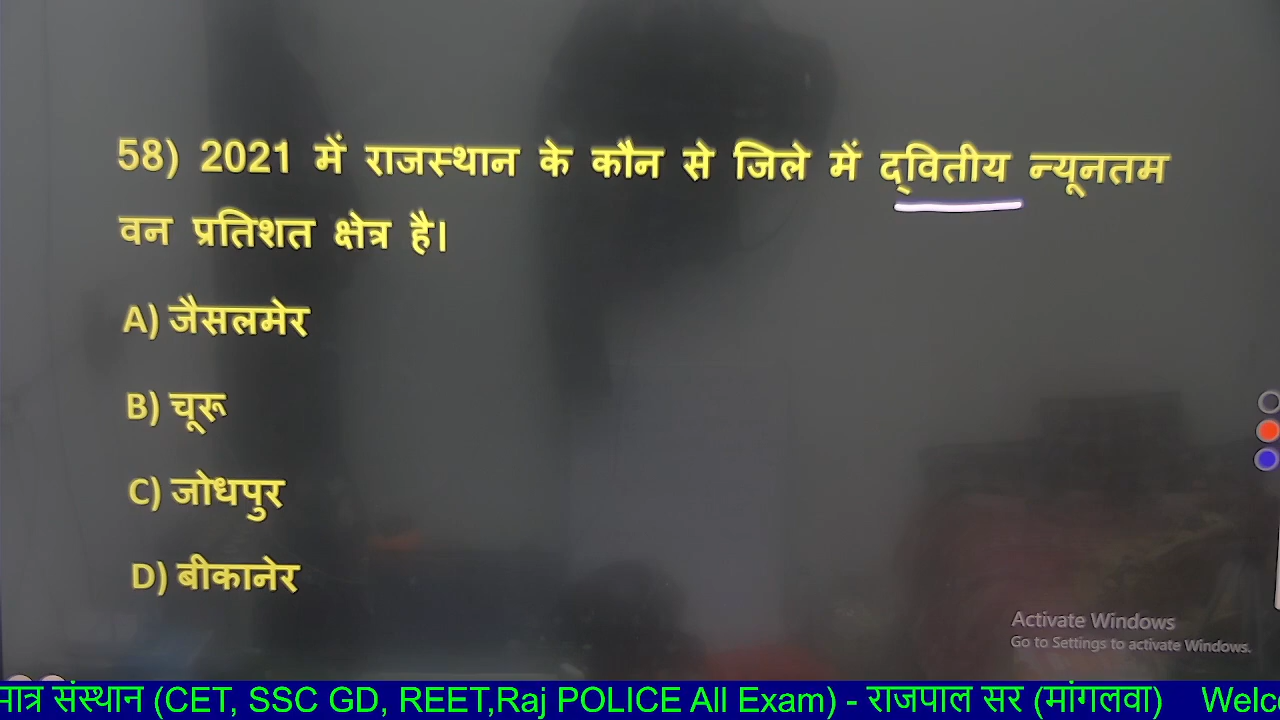 58) 2021 में राजस्थान के कौन से जिले में द्वितीय न्यूनतम
वन प्रतिशत क्षेत्र है।
A) जैसलमेर
B) चूरू
C) जोधपुर
D) बीकानेर
Activate Windows
Go to Settings to activate Windows.
मात्र संस्थान (CET, SSC GD, REET,Raj POLICE All Exam) - राजपाल सर (मांगलवा) Welc